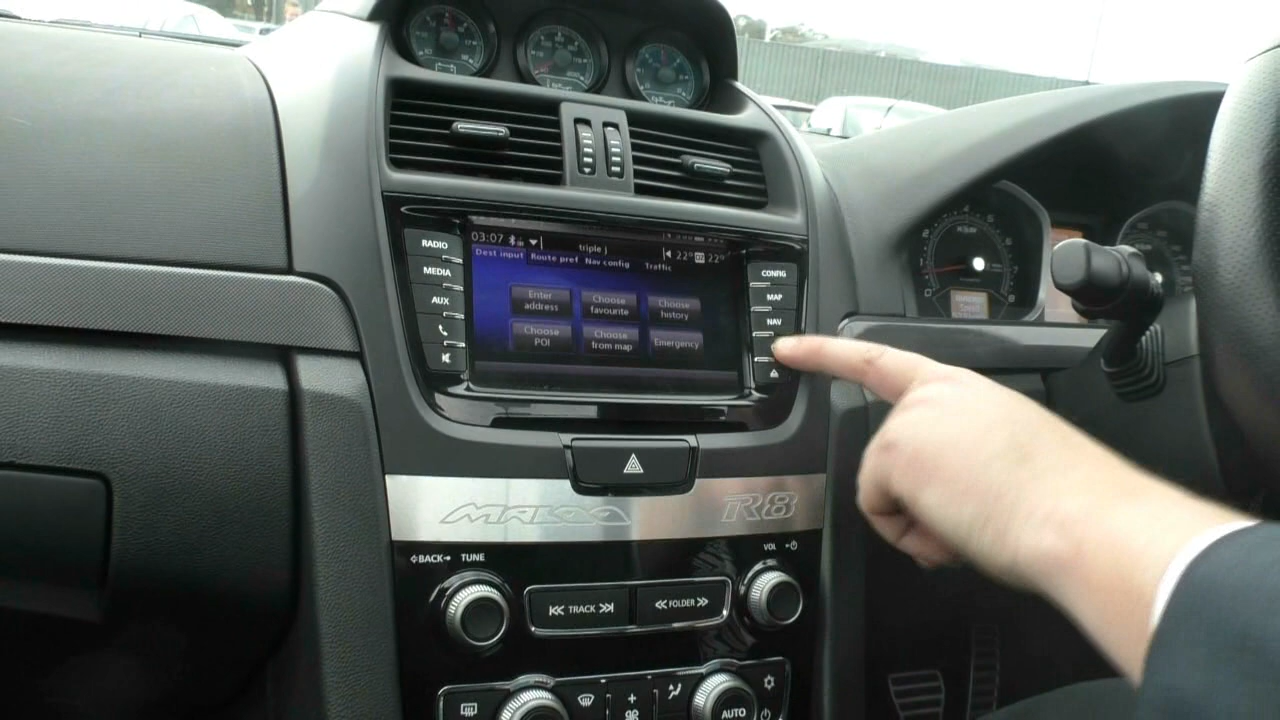 RADIO
MEDIA
AUX
03:07
triple j
22°
22°
Dest input
Route pref
Nav config
Traffic
Enter address
Choose favourite
Choose history
Choose POI
Choose from map
Emergency
CONFIG
MAP
NAV
MALOO
R8
BACK
TUNE
VOL
TRACK
FOLDER
AUTO